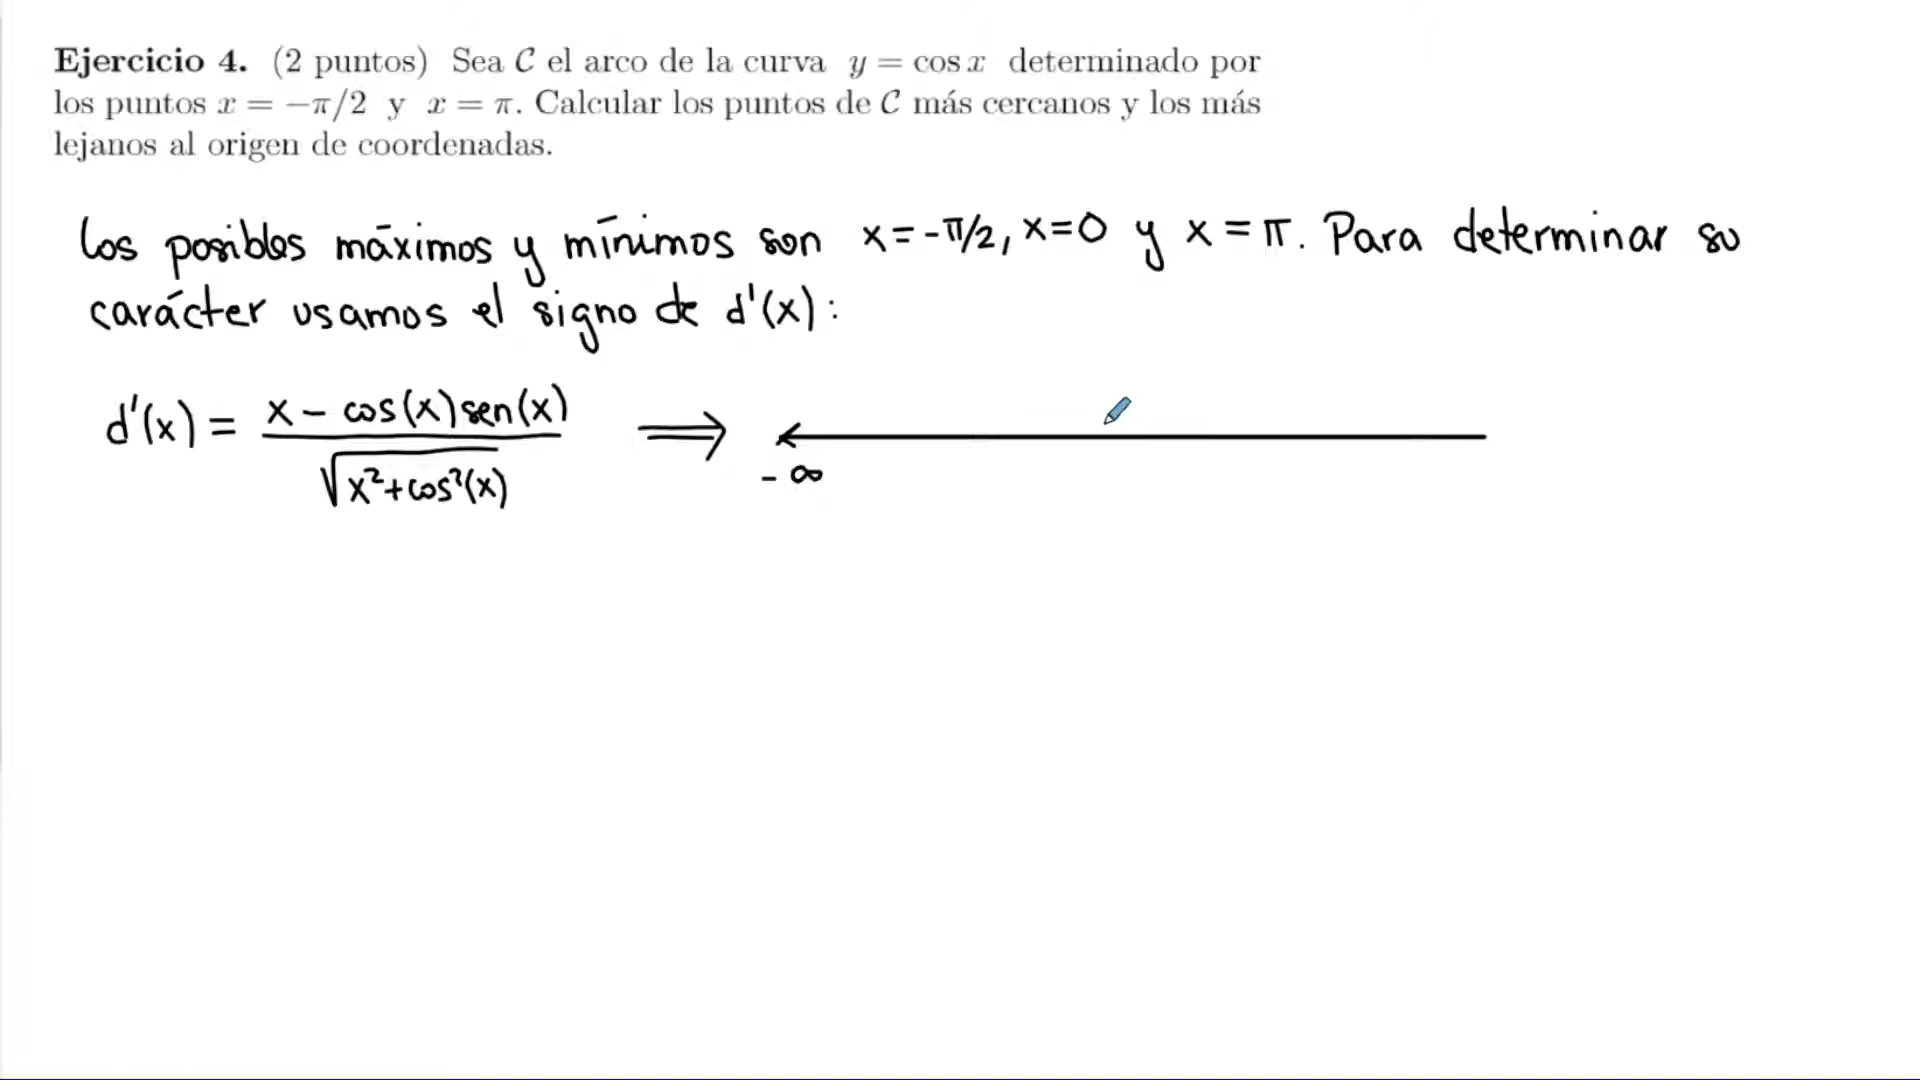 Ejercicio 4. (2 puntos) Sea C el arco de la curva y = cos x determinado por
los puntos x = −π/2 y x = π. Calcular los puntos de C más cercanos y los más
lejanos al origen de coordenadas.
Los posibles máximos y mínimos son x=-π/2, x=0 y x=π. Para determinar su
carácter usamos el signo de d'(x):
d'(x) = (x - cos(x)sen(x)) / √(x²+cos²(x)) ⟹ ←
-∞